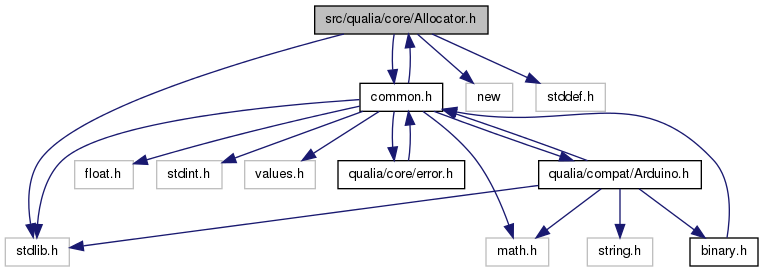 src/qualia/core/Allocator.h
common.h
new
stddef.h
float.h
stdint.h
values.h
qualia/core/error.h
qualia/compat/Arduino.h
stdlib.h
math.h
string.h
binary.h